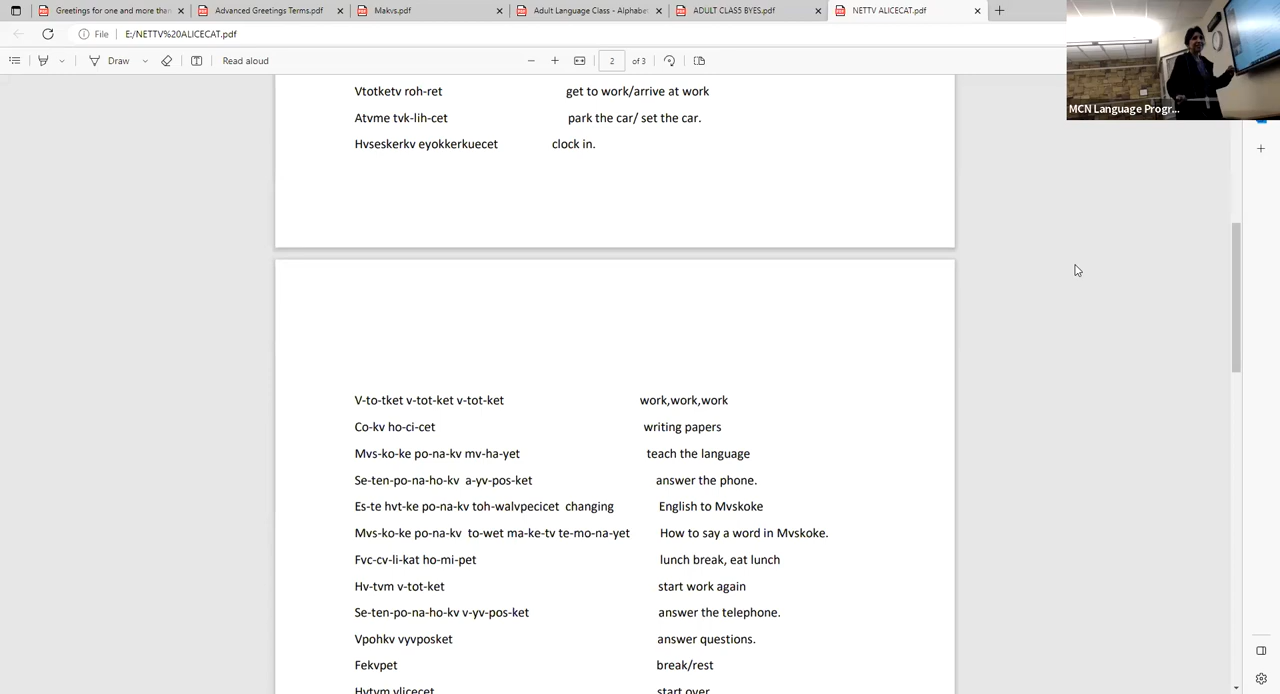 Greetings for one and more than
Advanced Greetings Terms.pdf
Makvs.pdf
Adult Language Class - Alphabet
ADULT CLAS5 BYES.pdf
NETTV ALICECAT.pdf
File E:/NETTV%20ALICECAT.pdf
Draw Read aloud 2 of 3
MCN Language Progr...
Vtotketv roh-ret get to work/arrive at work
Atvme tvk-lih-cet park the car/ set the car.
Hvseskerkv eyokkerkuecet clock in.
V-to-tket v-tot-ket v-tot-ket work,work,work
Co-kv ho-ci-cet writing papers
Mvs-ko-ke po-na-kv mv-ha-yet teach the language
Se-ten-po-na-ho-kv a-yv-pos-ket answer the phone.
Es-te hvt-ke po-na-kv toh-walvpecicet changing English to Mvskoke
Mvs-ko-ke po-na-kv to-wet ma-ke-tv te-mo-na-yet How to say a word in Mvskoke.
Fvc-cv-li-kat ho-mi-pet lunch break, eat lunch
Hv-tvm v-tot-ket start work again
Se-ten-po-na-ho-kv v-yv-pos-ket answer the telephone.
Vpohkv vyvposket answer questions.
Fekvpet break/rest
Hvtvm vlicecet start over